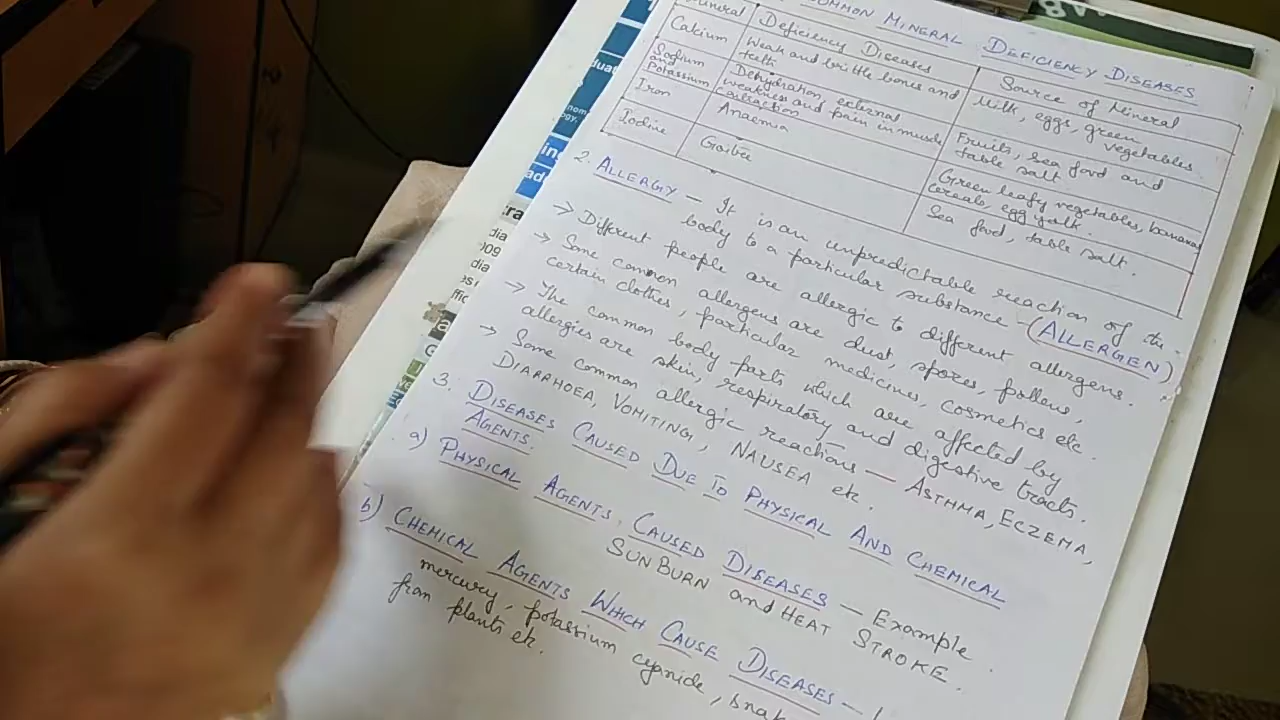 COMMON MINERAL DEFICIENCY DISEASES
Mineral Deficiency Diseases Source of Mineral
Calcium Weak and brittle bones and teeth Milk, eggs, green vegetables
Sodium and Potassium Dehydration, external weakness and pain in muscle Fruits, sea food and table salt
Iron Anaemia Green leafy vegetables, bananas cereals, egg yolk.
Iodine Goiter Sea food, table salt.
2. ALLERGY – It is an unpredictable reaction of the
body to a particular substance – (ALLERGEN)
→ Different people are allergic to different allergens.
→ Some common allergens are dust, spores, pollens,
certain clothes, particular medicines, cosmetics etc.
→ The common body parts which are affected by
allergies are skin, respiratory and digestive tracts.
→ Some common allergic reactions – ASTHMA, ECZEMA,
DIARRHOEA, VOMITING, NAUSEA etc.
3. DISEASES CAUSED DUE TO PHYSICAL AND CHEMICAL
AGENTS.
a) PHYSICAL AGENTS CAUSED DISEASES – Example
SUN BURN and HEAT STROKE.
b) CHEMICAL AGENTS WHICH CAUSE DISEASES –
mercury, potassium cyanide,
from plants etc.